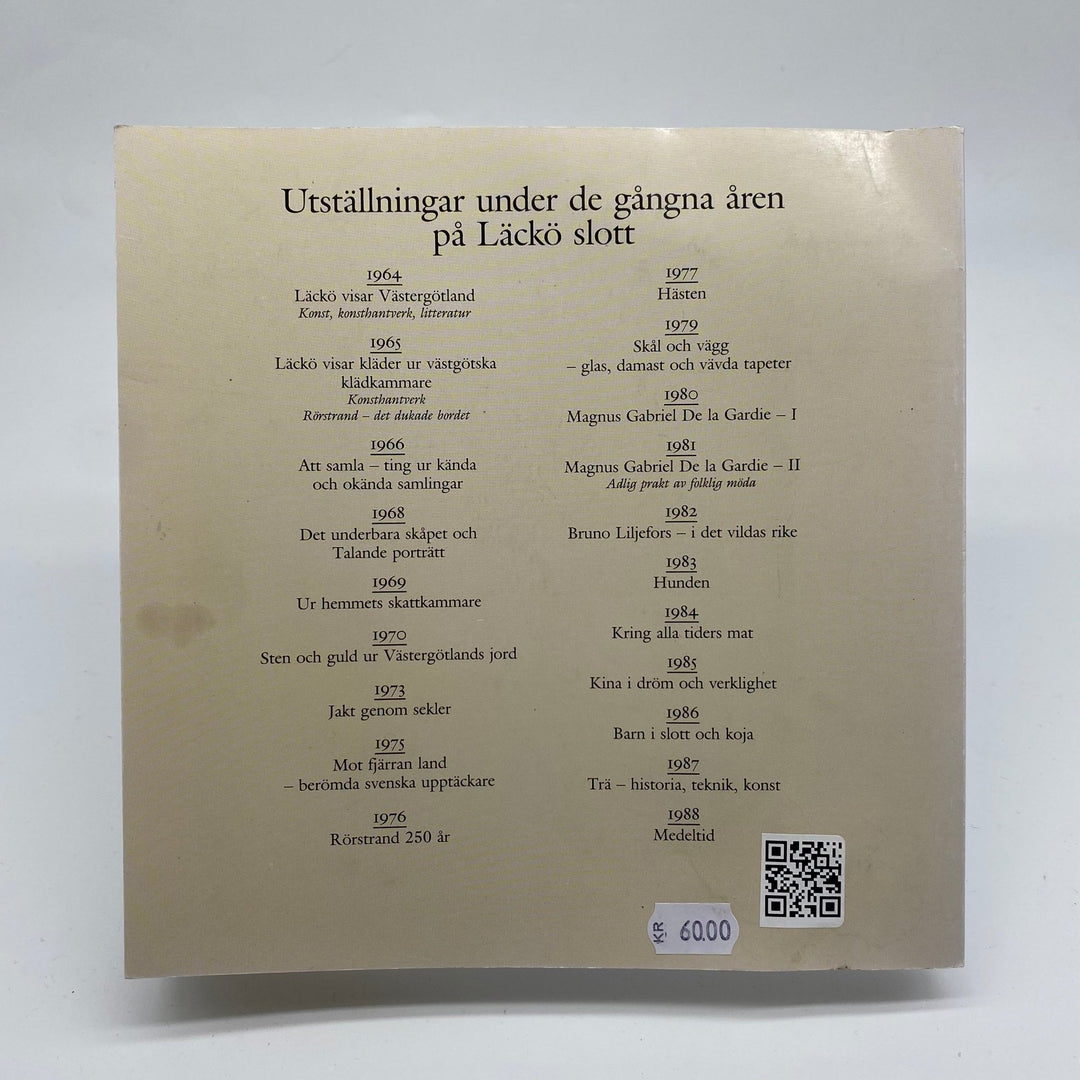 Utställningar under de gångna åren
på Läckö slott
1964
Läckö visar Västergötland
Konst, konsthantverk, litteratur
1965
Läckö visar kläder ur västgötska
klädkammare
Konsthantverk
Rörstrand – det dukade bordet
1966
Att samla – ting ur kända
och okända samlingar
1968
Det underbara skåpet och
Talande porträtt
1969
Ur hemmets skattkammare
1970
Sten och guld ur Västergötlands jord
1973
Jakt genom sekler
1975
Mot fjärran land
– berömda svenska upptäckare
1976
Rörstrand 250 år
1977
Hästen
1979
Skål och vägg
– glas, damast och vävda tapeter
1980
Magnus Gabriel De la Gardie – I
1981
Magnus Gabriel De la Gardie – II
Adlig prakt av folklig möda
1982
Bruno Liljefors – i det vildas rike
1983
Hunden
1984
Kring alla tiders mat
1985
Kina i dröm och verklighet
1986
Barn i slott och koja
1987
Trä – historia, teknik, konst
1988
Medeltid
KR 60.00